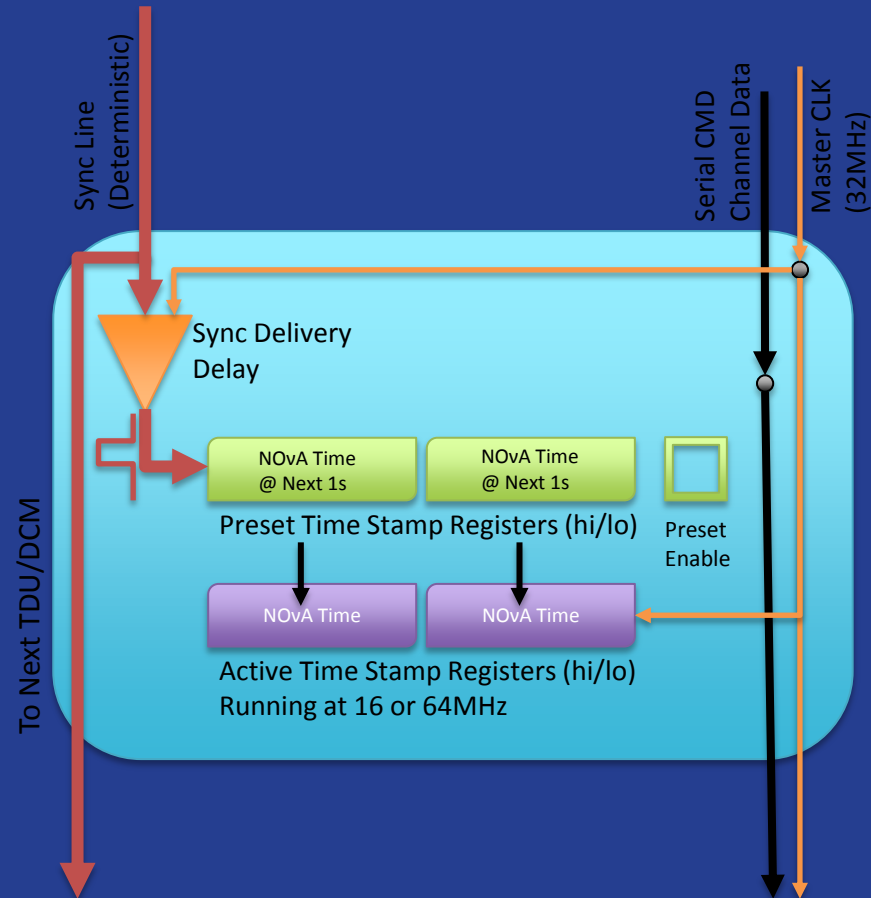 Sync Line
(Deterministic)
Serial CMD
Channel Data
Master CLK
(32MHz)
Sync Delivery
Delay
NOvA Time
@ Next 1s
NOvA Time
@ Next 1s
Preset Time Stamp Registers (hi/lo)
Preset
Enable
NOvA Time
NOvA Time
Active Time Stamp Registers (hi/lo)
Running at 16 or 64MHz
To Next TDU/DCM